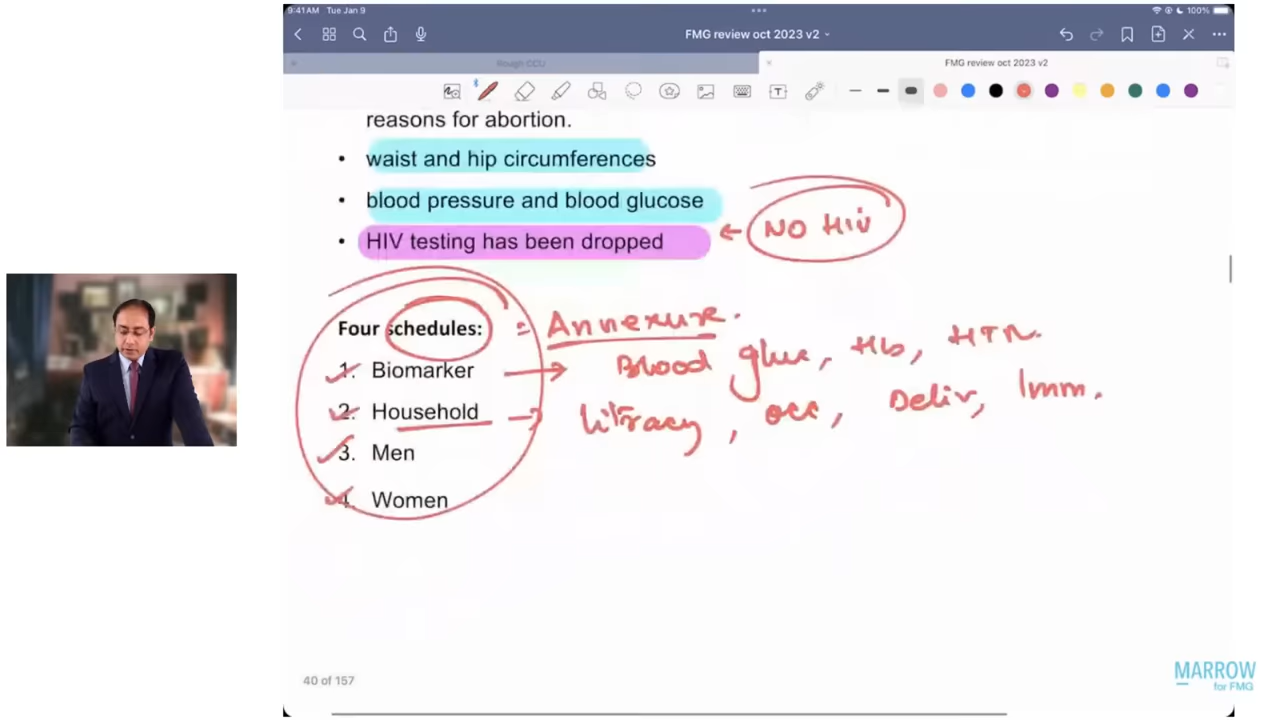 9:41 AM Tue Jan 9
100%
FMG review oct 2023 v2
Rough CCU
FMG review oct 2023 v2
reasons for abortion.
• waist and hip circumferences
• blood pressure and blood glucose
• HIV testing has been dropped ← NO HIV
Four schedules: = Annexure.
1. Biomarker → Blood gluc, Hb, HTN.
2. Household → literacy, occ, Deliv, Imm.
3. Men
4. Women
40 of 157
MARROW
for FMG